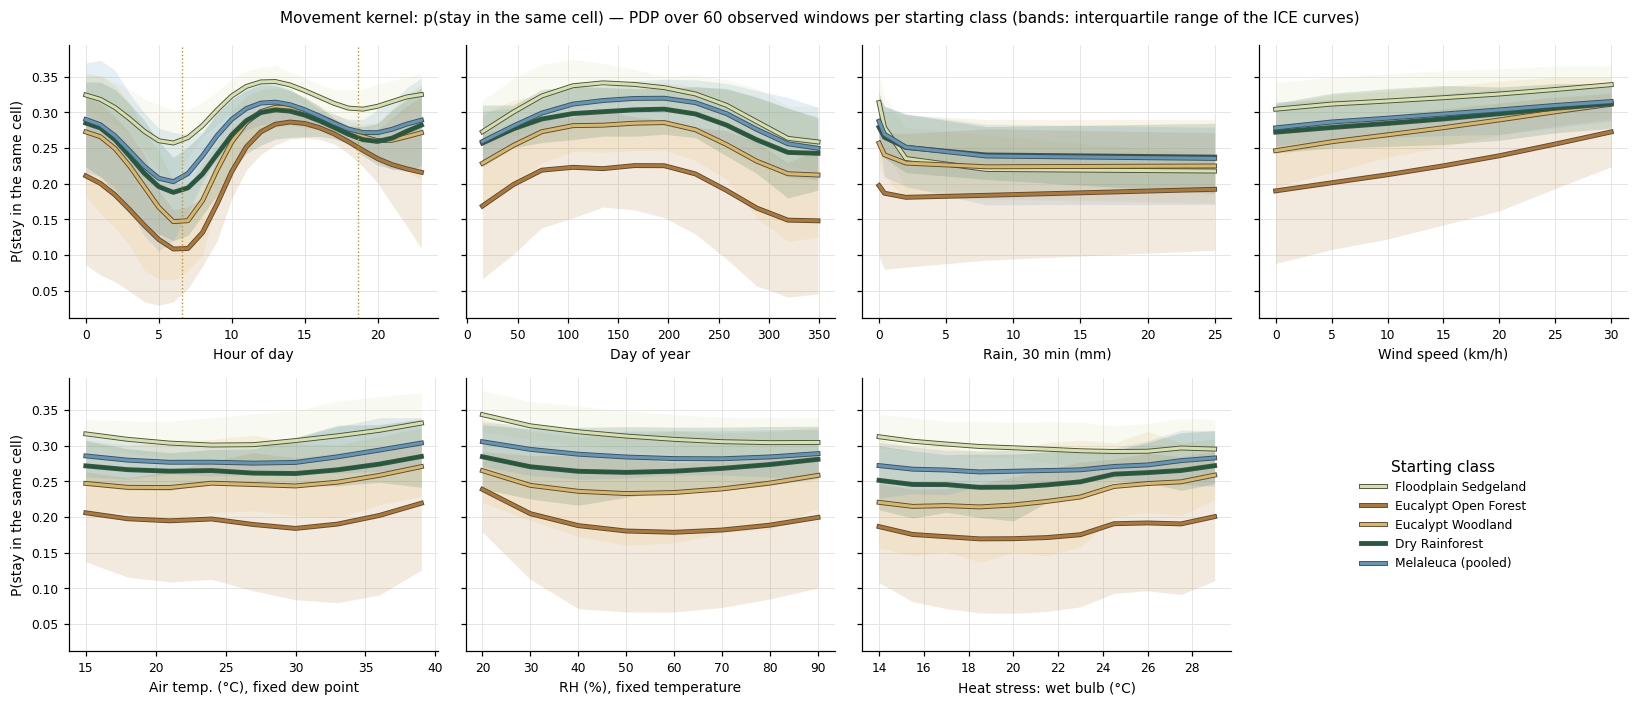 Movement kernel: p(stay in the same cell) — PDP over 60 observed windows per starting class (bands: interquartile range of the ICE curves)
P(stay in the same cell)
0.35
0.30
0.25
0.20
0.15
0.10
0.05
0 5 10 15 20
Hour of day
0 50 100 150 200 250 300 350
Day of year
0 5 10 15 20 25
Rain, 30 min (mm)
0 5 10 15 20 25 30
Wind speed (km/h)
P(stay in the same cell)
0.35
0.30
0.25
0.20
0.15
0.10
0.05
15 20 25 30 35 40
Air temp. (°C), fixed dew point
20 30 40 50 60 70 80 90
RH (%), fixed temperature
14 16 18 20 22 24 26 28
Heat stress: wet bulb (°C)
Starting class
Floodplain Sedgeland
Eucalypt Open Forest
Eucalypt Woodland
Dry Rainforest
Melaleuca (pooled)